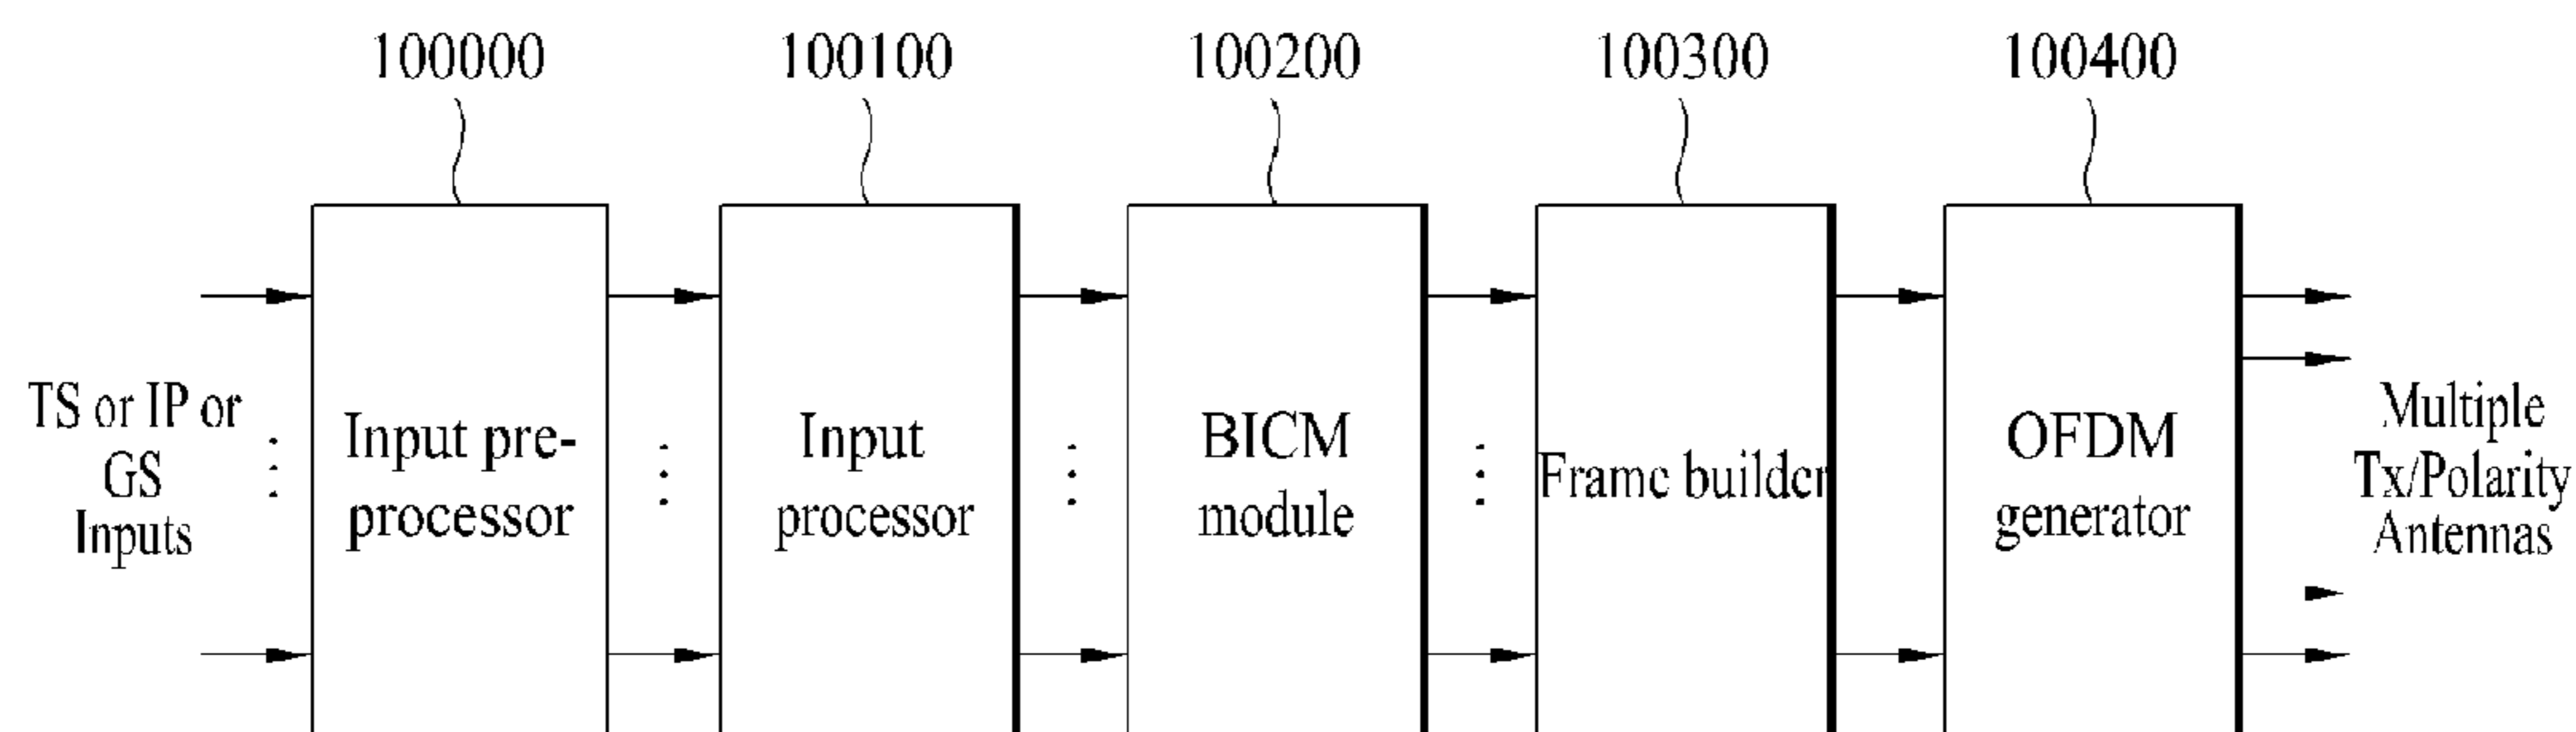 100000
100100
100200
100300
100400
TS or IP or
GS
Inputs
Input pre-
processor
Input
processor
BICM
module
Frame builder
OFDM
generator
Multiple
Tx/Polarity
Antennas